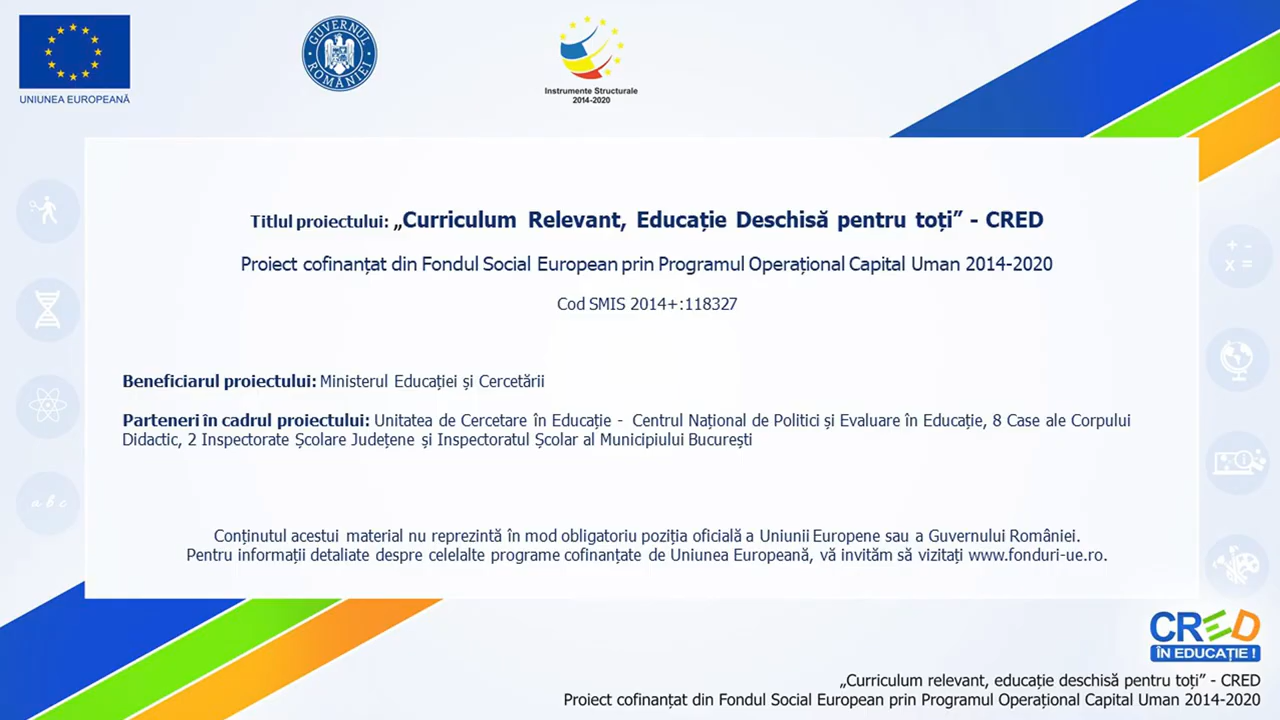 UNIUNEA EUROPEANĂ
GUVERNUL ROMÂNIEI
Instrumente Structurale
2014-2020
Titlul proiectului: „Curriculum Relevant, Educație Deschisă pentru toți” - CRED
Proiect cofinanțat din Fondul Social European prin Programul Operațional Capital Uman 2014-2020
Cod SMIS 2014+:118327
+ -
x =
Beneficiarul proiectului: Ministerul Educației și Cercetării
Parteneri în cadrul proiectului: Unitatea de Cercetare în Educație - Centrul Național de Politici și Evaluare în Educație, 8 Case ale Corpului
Didactic, 2 Inspectorate Școlare Județene și Inspectoratul Școlar al Municipiului București
a b c
Conținutul acestui material nu reprezintă în mod obligatoriu poziția oficială a Uniunii Europene sau a Guvernului României.
Pentru informații detaliate despre celelalte programe cofinanțate de Uniunea Europeană, vă invităm să vizitați www.fonduri-ue.ro.
CRED
ÎN EDUCAȚIE !
„Curriculum relevant, educație deschisă pentru toți” - CRED
Proiect cofinanțat din Fondul Social European prin Programul Operațional Capital Uman 2014-2020